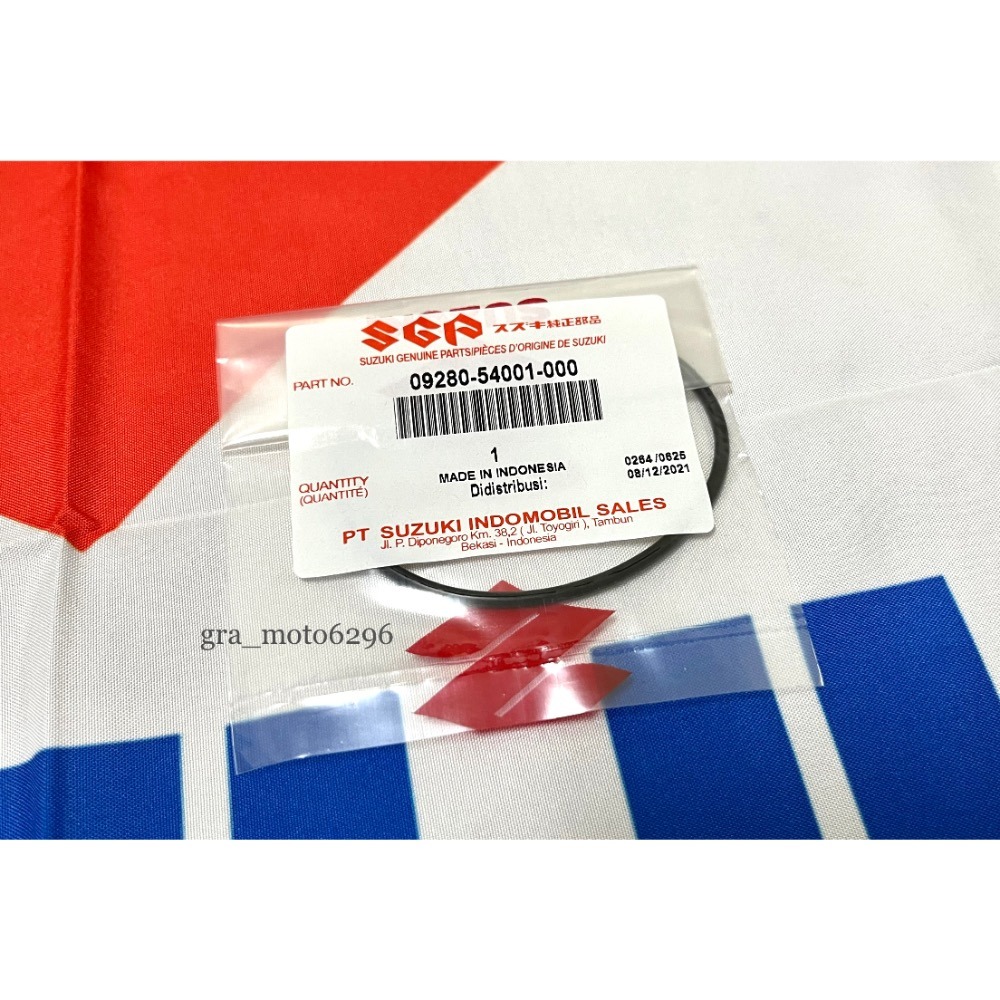 SGP スズキ純正部品
SUZUKI GENUINE PARTS/PIÈCES D'ORIGINE DE SUZUKI
PART NO. 09280-54001-000
1
QUANTITY
(QUANTITÉ)
MADE IN INDONESIA
Didistribusi:
0264 /0625
08/12/2021
PT SUZUKI INDOMOBIL SALES
Jl. P. Diponegoro Km. 38,2 ( Jl. Toyogiri ), Tambun
Bekasi - Indonesia
gra_moto6296